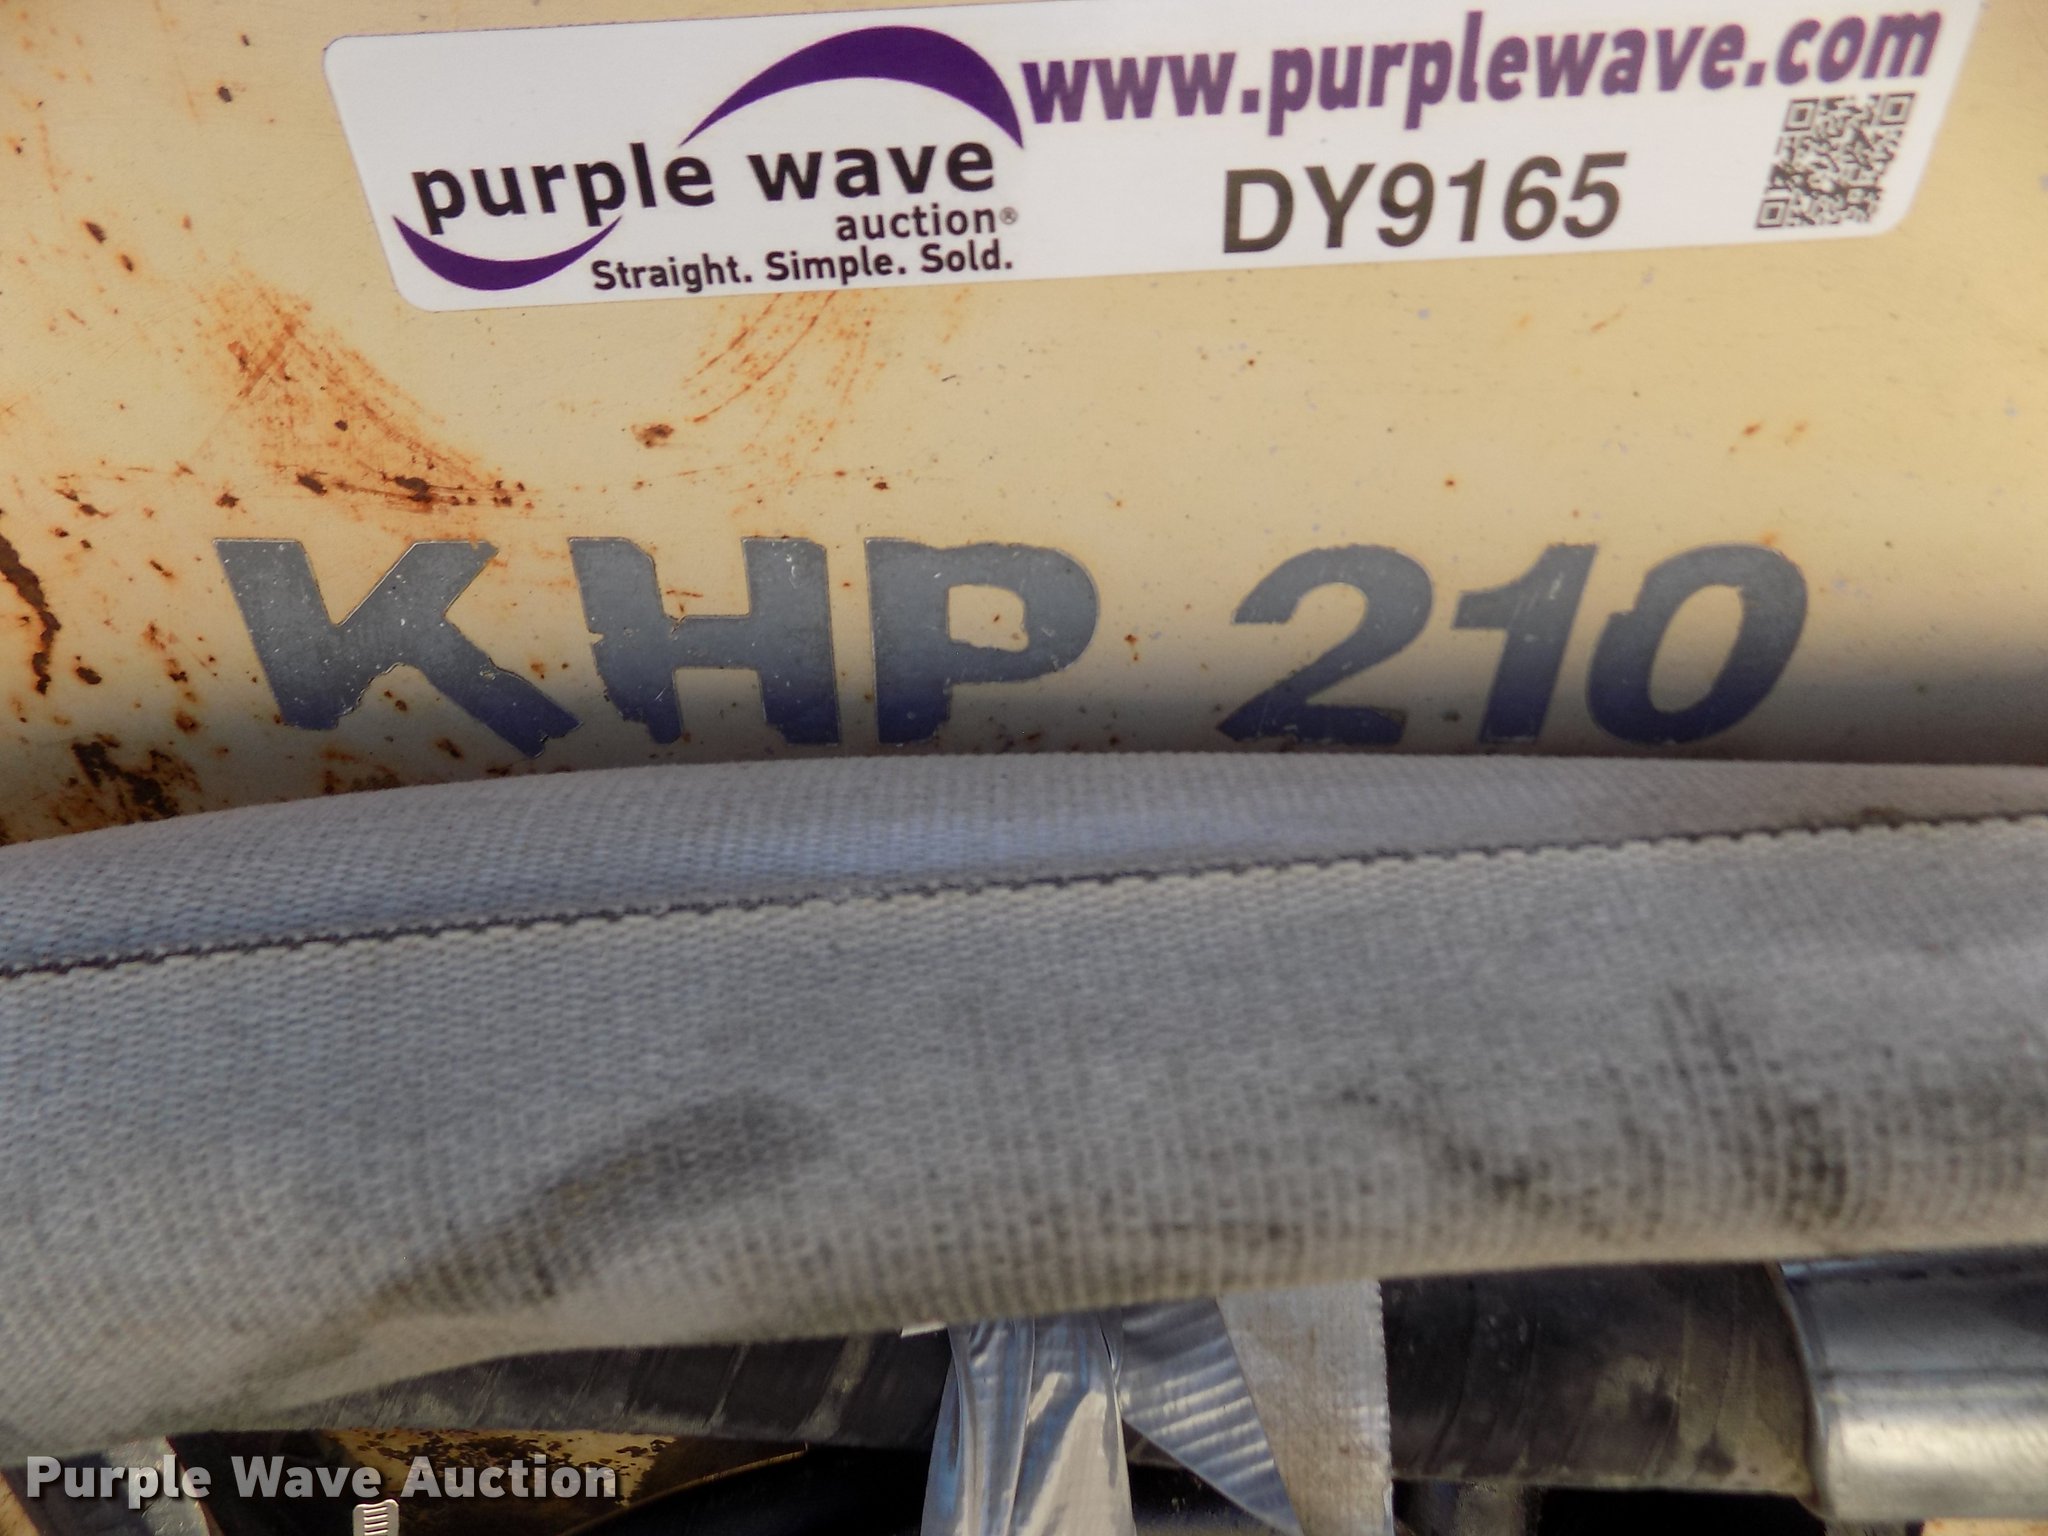 www.purplewave.com
purple wave
auction®
Straight. Simple. Sold.
DY9165
KHP 210
Purple Wave Auction